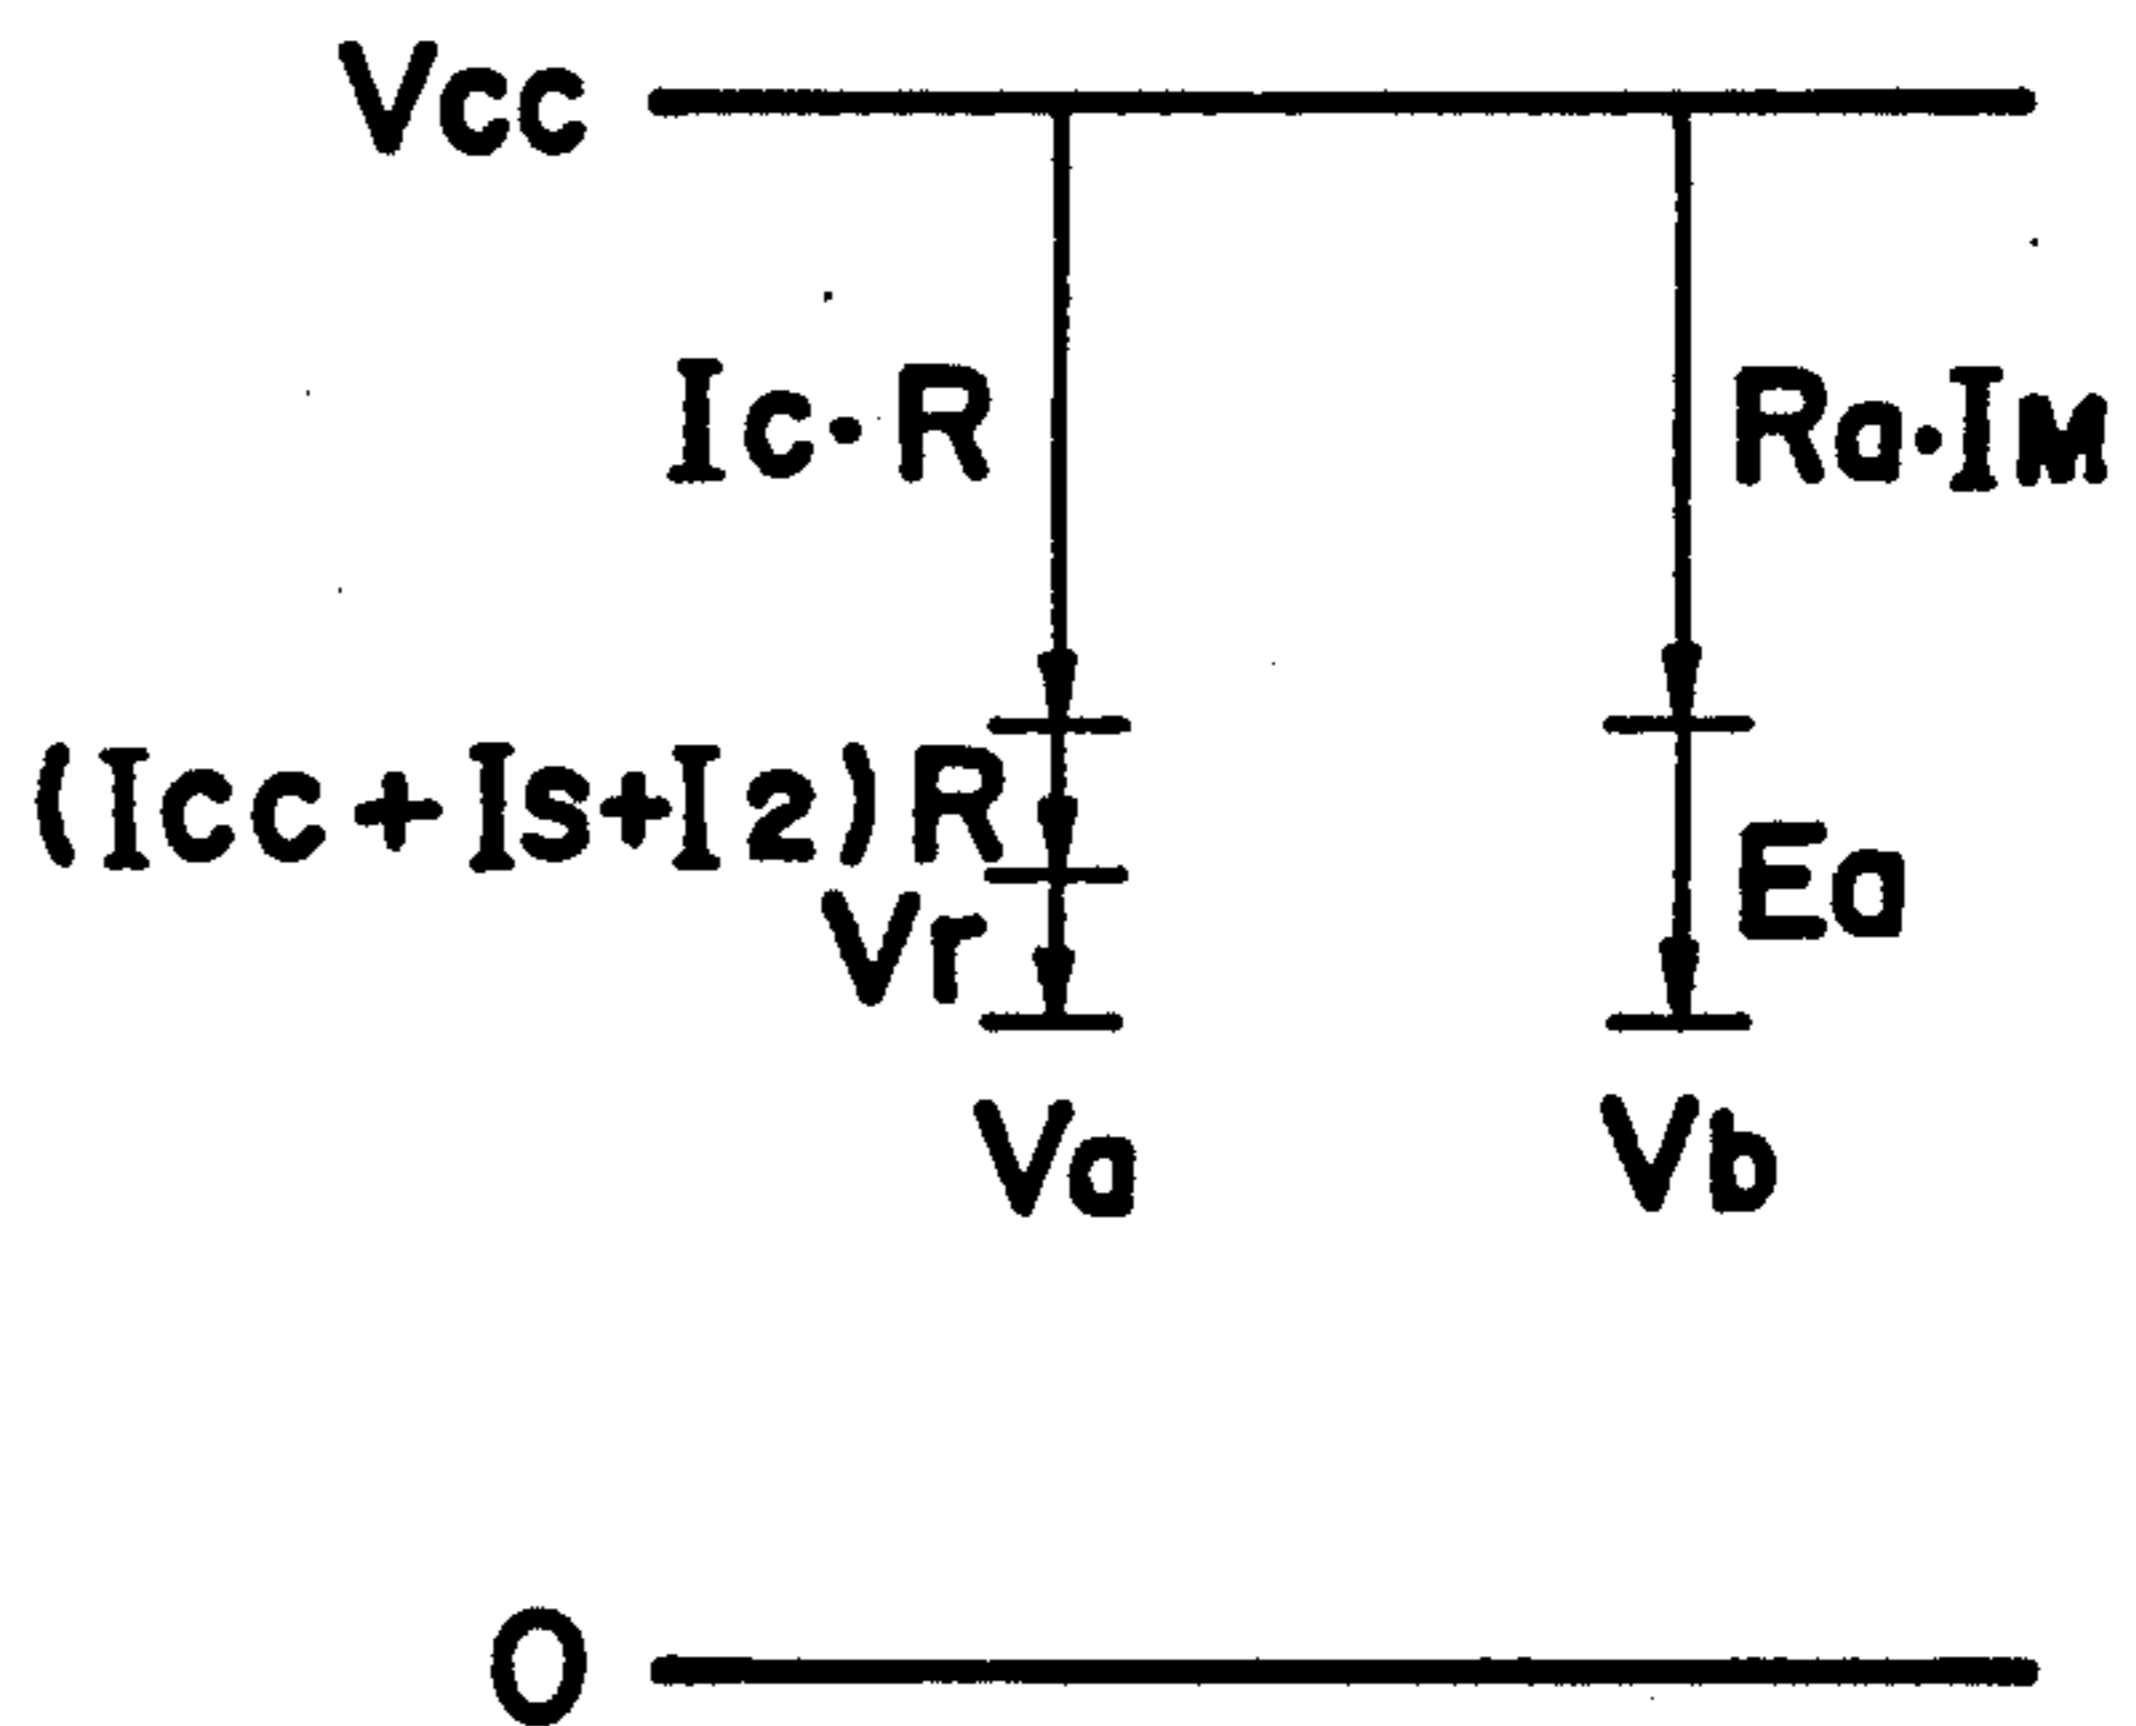 Vcc
Ic·R
Ra·IM
(Icc+Is+I2)R
Vr
Ea
Va
Vb
0